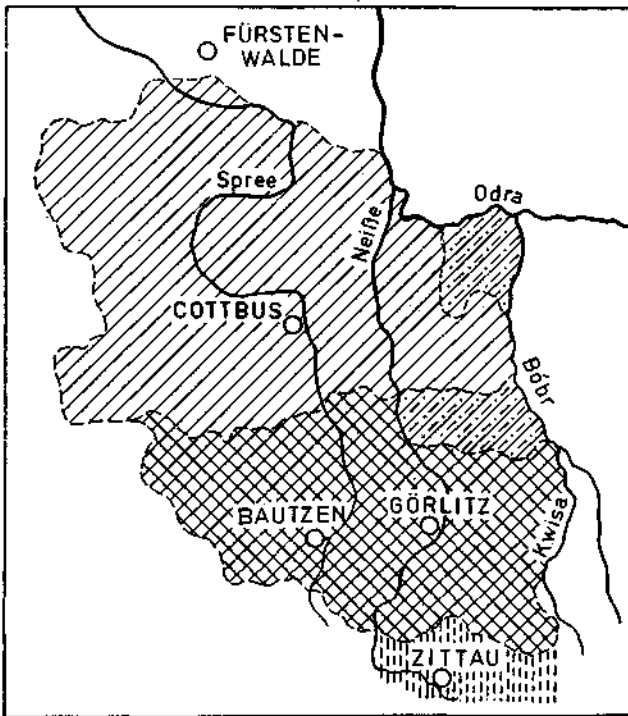 FÜRSTEN-
WALDE
Spree
Odra
Neiße
COTTBUS
Bóbr
BAUTZEN
GÖRLITZ
Kwisa
ZITTAU